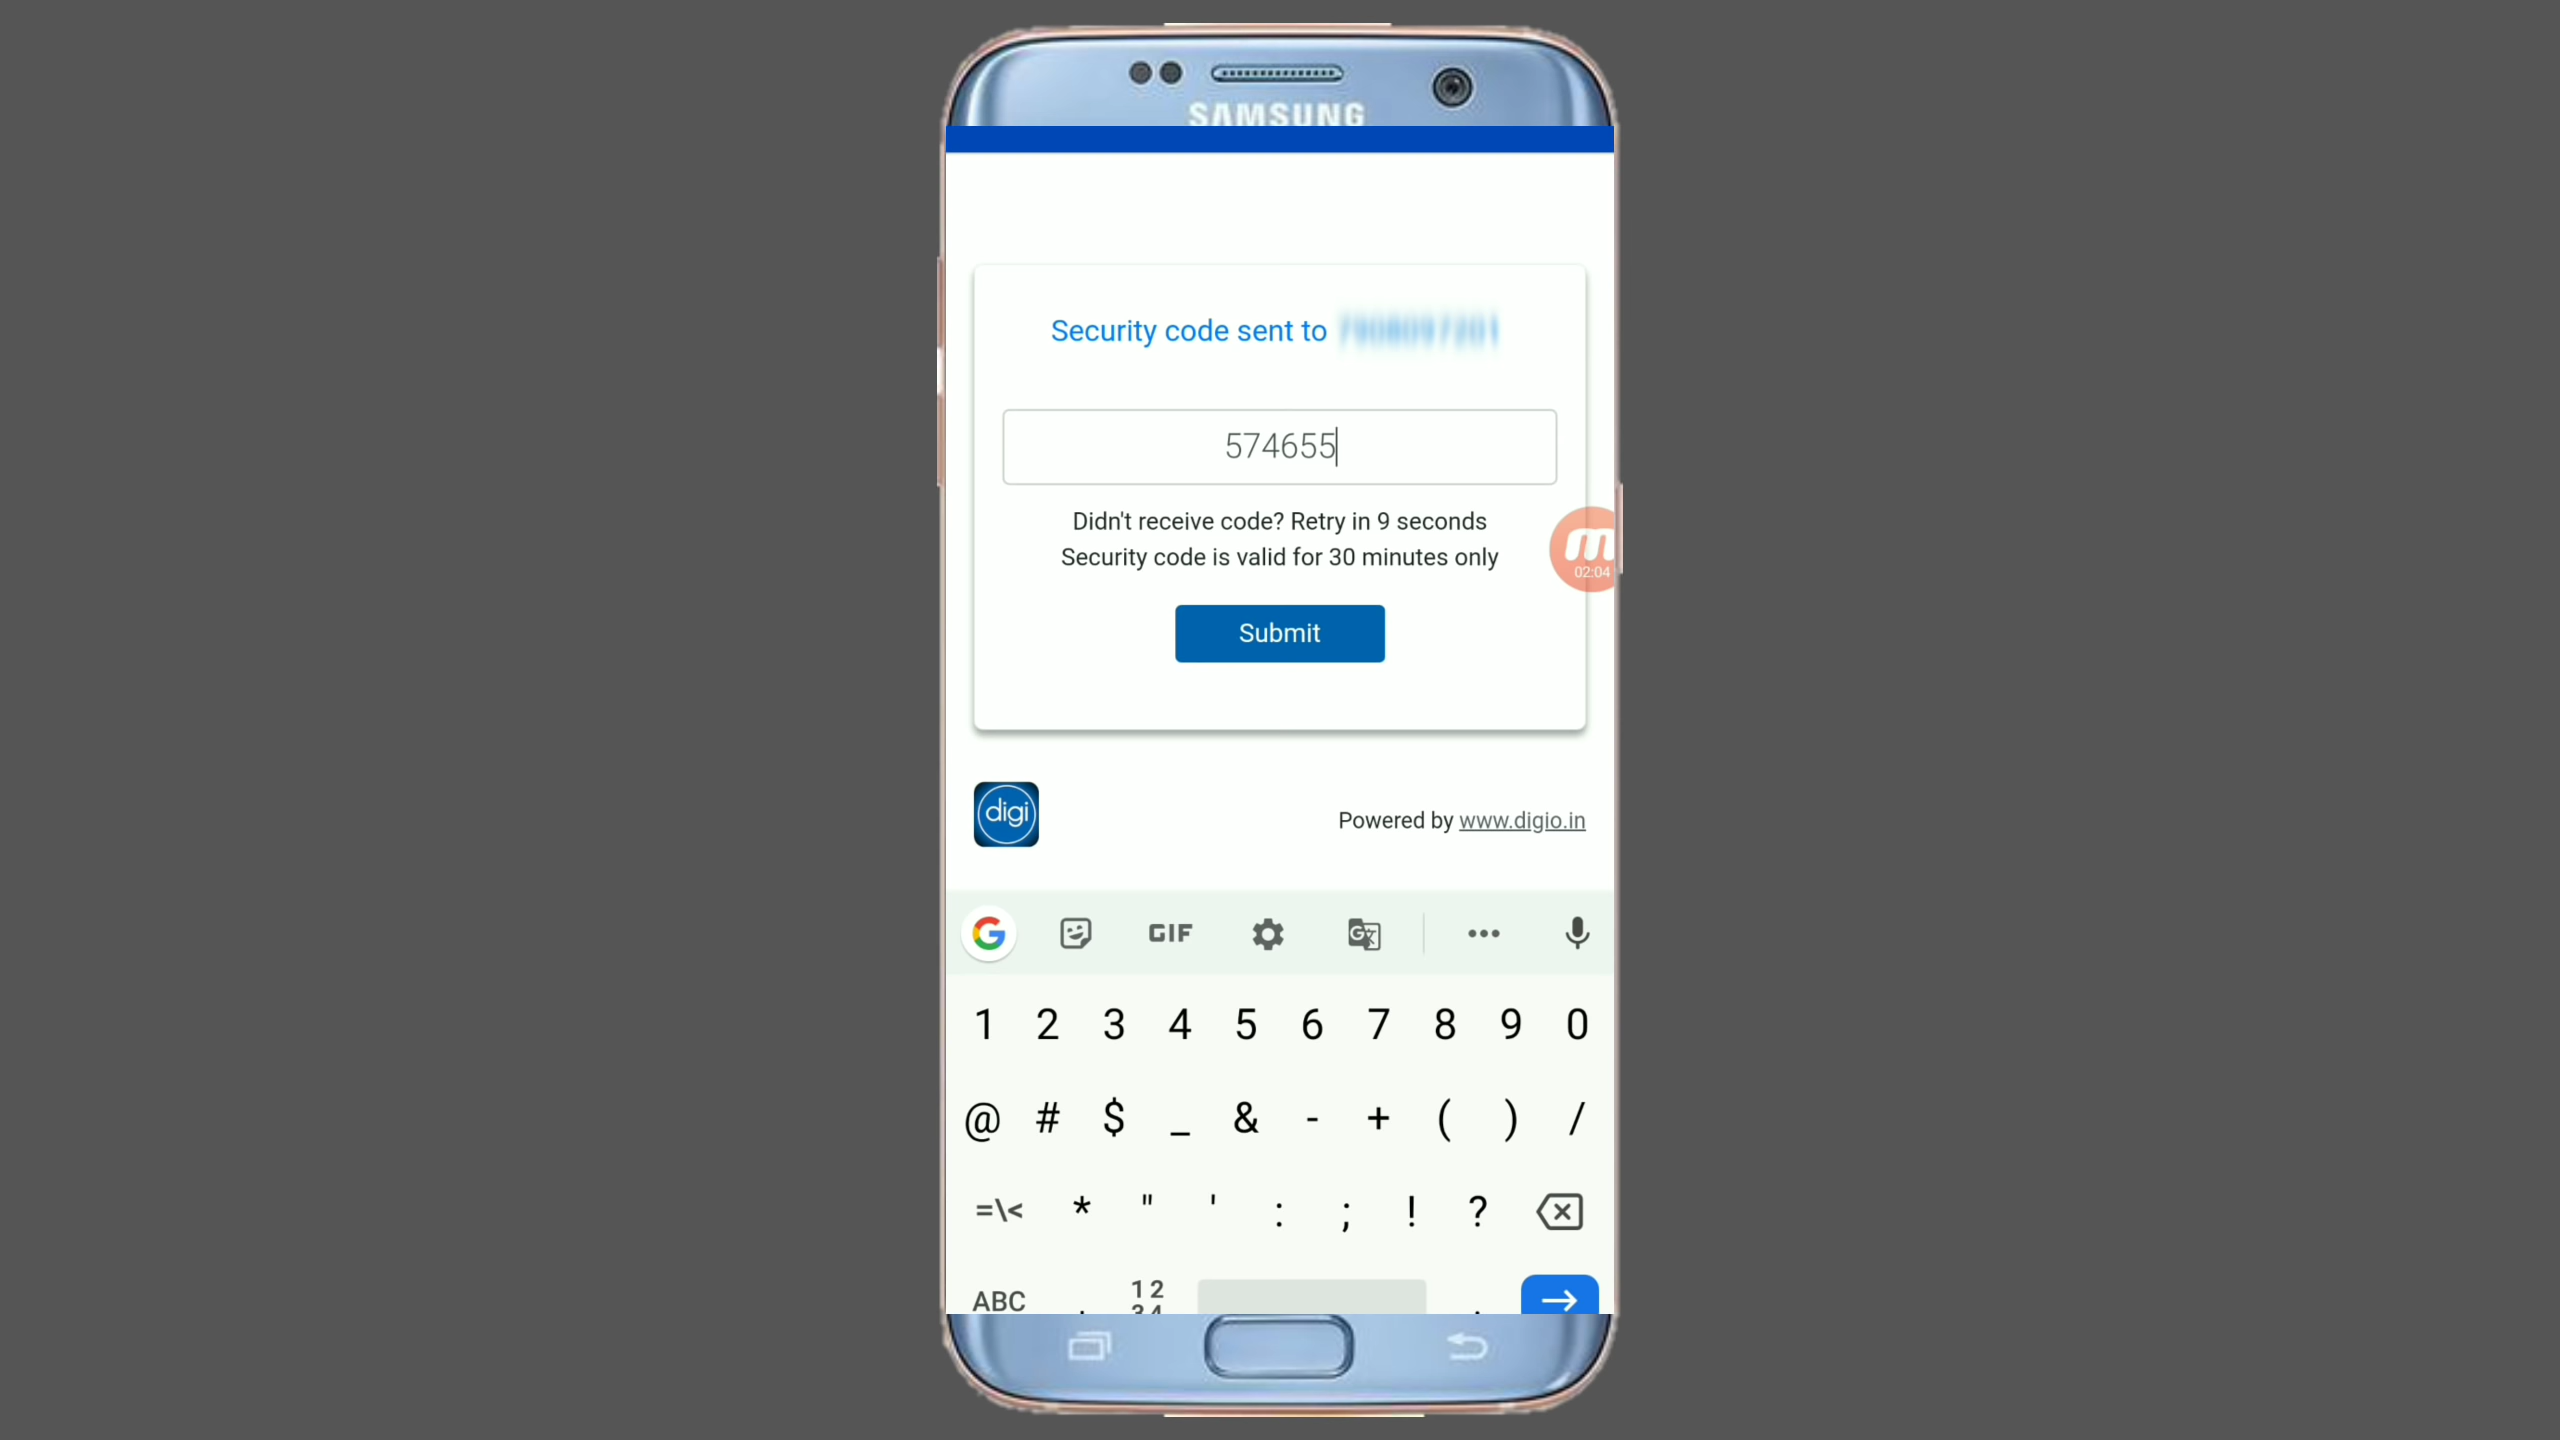 SAMSUNG
Security code sent to
574655
Didn't receive code? Retry in 9 seconds
Security code is valid for 30 minutes only
02:04
Submit
digi
Powered by www.digio.in
G GIF G
1 2 3 4 5 6 7 8 9 0
@ # $ _ & - + ( ) /
=\< * " ' : ; ! ?
ABC , 12 .
34